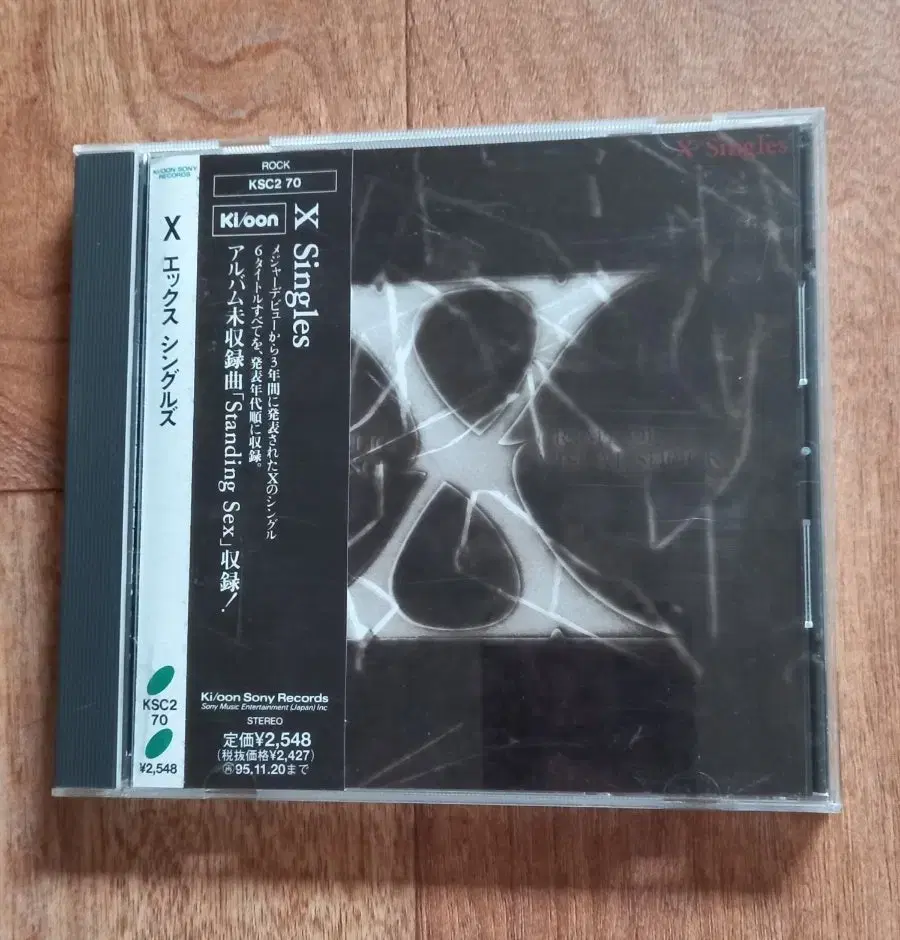 KI/OON SONY
RECORDS
X エックス シングルズ
KSC2
70
¥2,548
ROCK
KSC2 70
Ki/oon
X Singles
メジャーデビューから3年間に発表されたXのシングル
6タイトルすべてを、発表年代順に収録。
アルバム未収録曲「Standing Sex」収録!
Ki/oon Sony Records
Sony Music Entertainment (Japan) Inc
STEREO
定価¥2,548
(税抜価格¥2,427)
再95.11.20まで
X Singles